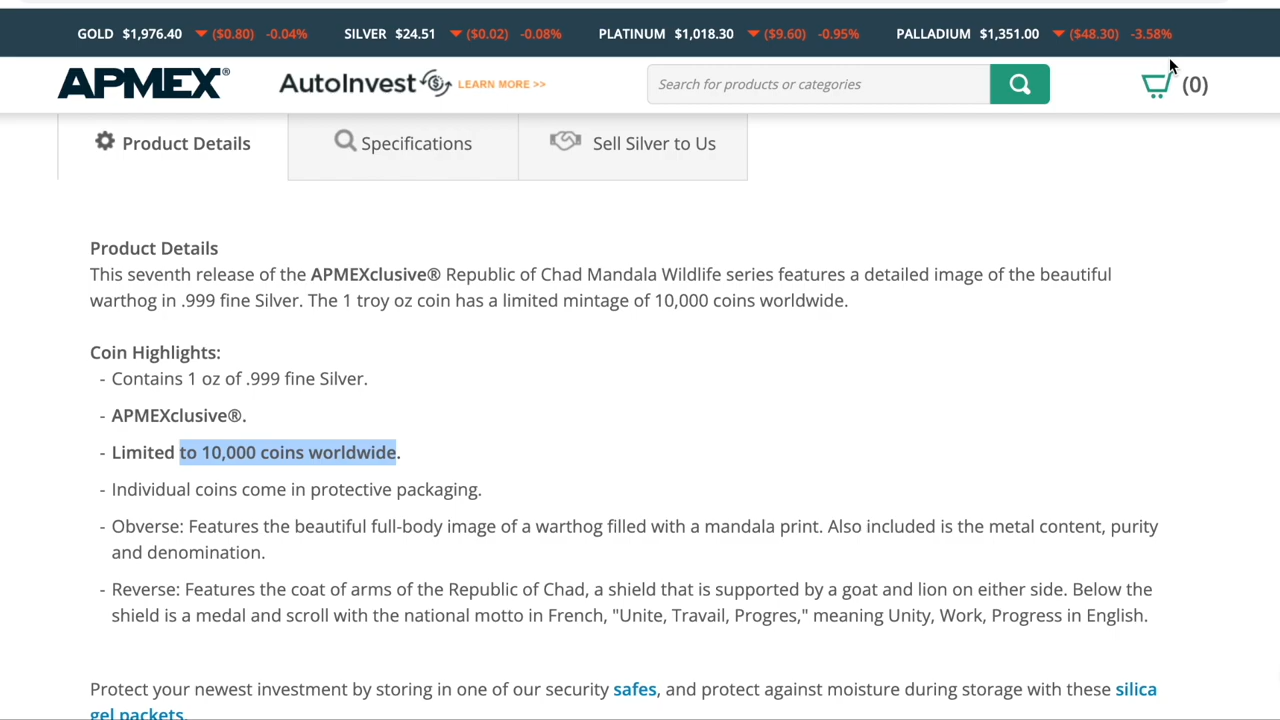 GOLD $1,976.40 ▼ ($0.80) -0.04% SILVER $24.51 ▼ ($0.02) -0.08% PLATINUM $1,018.30 ▼ ($9.60) -0.95% PALLADIUM $1,351.00 ▼ ($48.30) -3.58%
APMEX® AutoInvest LEARN MORE >> Search for products or categories (0)
Product Details Specifications Sell Silver to Us
Product Details
This seventh release of the APMEXclusive® Republic of Chad Mandala Wildlife series features a detailed image of the beautiful
warthog in .999 fine Silver. The 1 troy oz coin has a limited mintage of 10,000 coins worldwide.
Coin Highlights:
- Contains 1 oz of .999 fine Silver.
- APMEXclusive®.
- Limited to 10,000 coins worldwide.
- Individual coins come in protective packaging.
- Obverse: Features the beautiful full-body image of a warthog filled with a mandala print. Also included is the metal content, purity
and denomination.
- Reverse: Features the coat of arms of the Republic of Chad, a shield that is supported by a goat and lion on either side. Below the
shield is a medal and scroll with the national motto in French, "Unite, Travail, Progres," meaning Unity, Work, Progress in English.
Protect your newest investment by storing in one of our security safes, and protect against moisture during storage with these silica
gel packets.